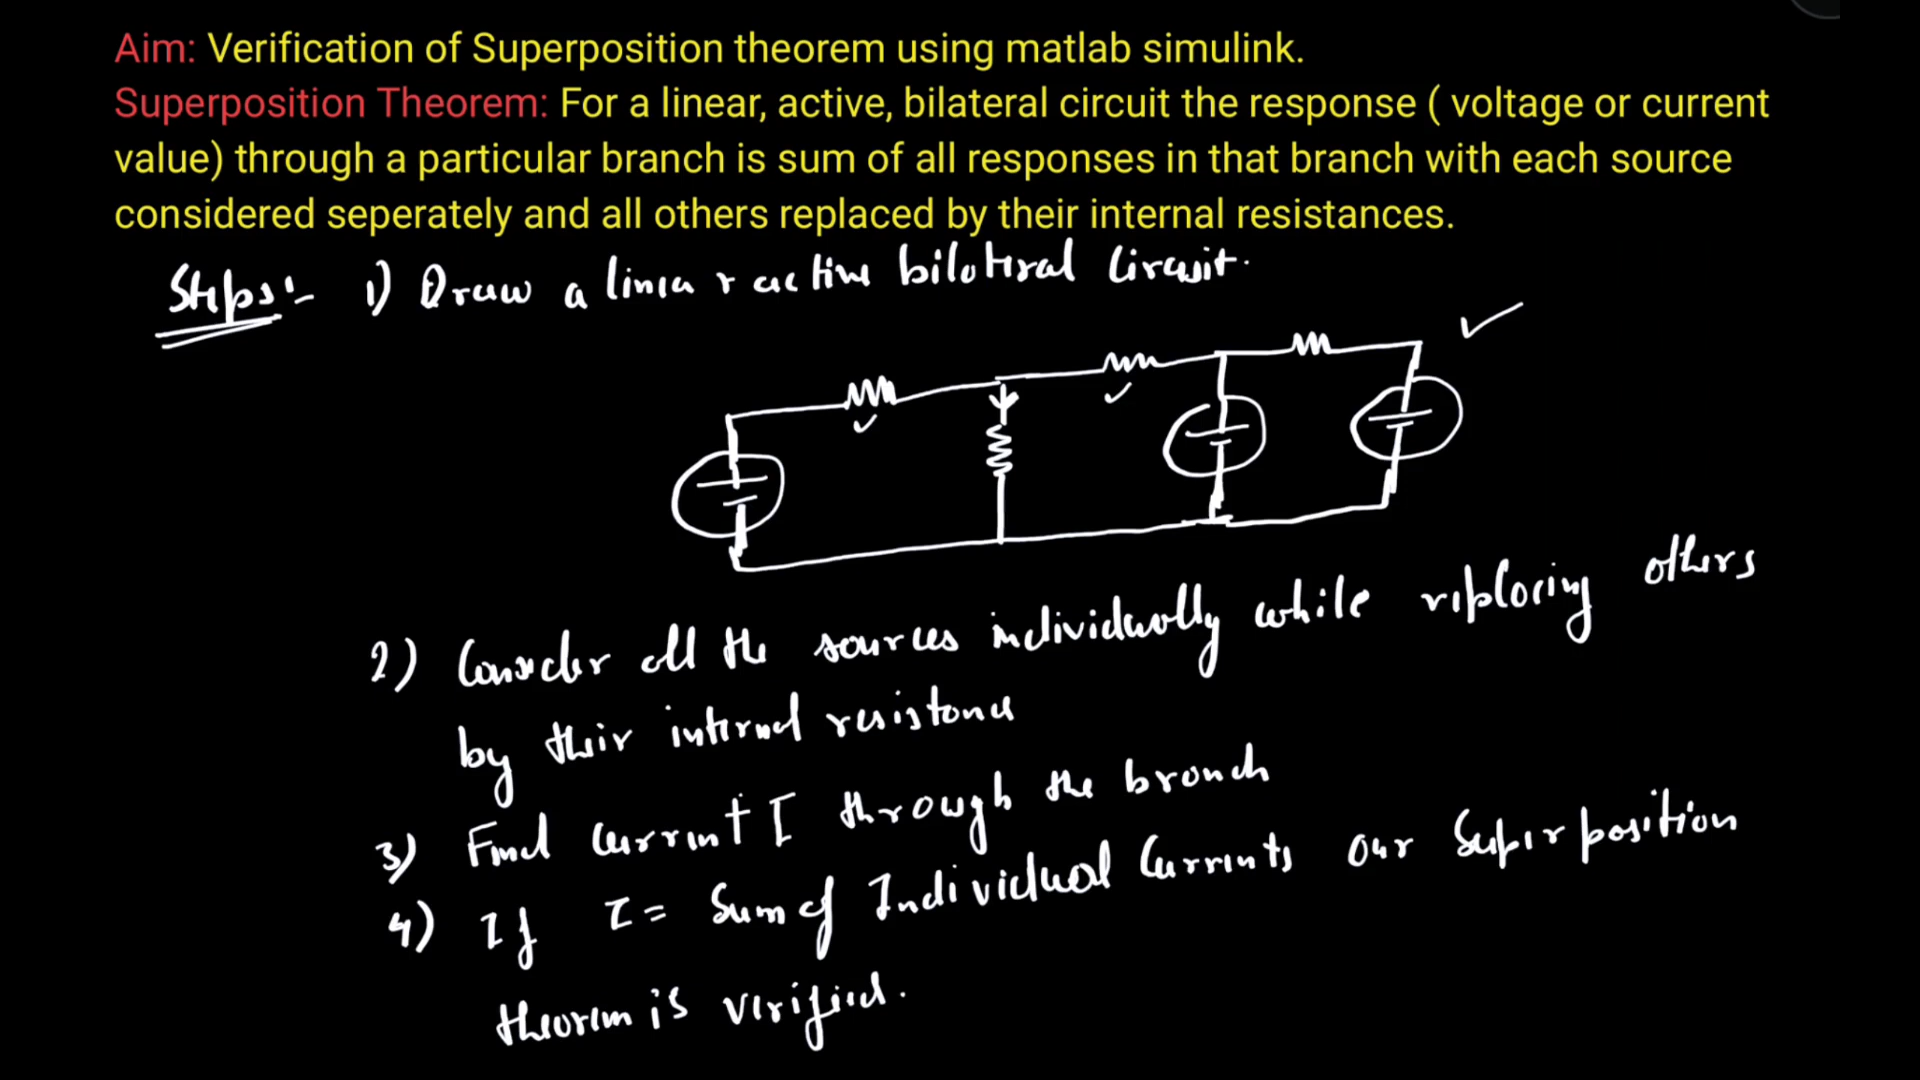 Aim: Verification of Superposition theorem using matlab simulink.
Superposition Theorem: For a linear, active, bilateral circuit the response ( voltage or current
value) through a particular branch is sum of all responses in that branch with each source
considered seperately and all others replaced by their internal resistances.
Steps:- 1) Draw a linear active bilateral Circuit.
2) Consider all the sources individually while replacing others
by their internal resistance
3) Find Current I through the branch
4) If I = Sum of Individual Currents our Superposition
theorem is verified.